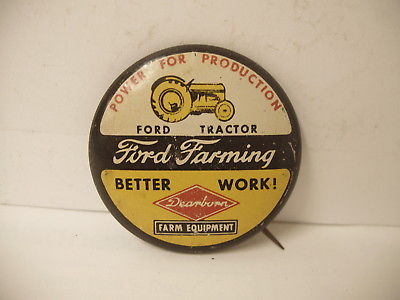 POWER FOR PRODUCTION
FORD TRACTOR
Ford Farming
BETTER WORK!
Dearborn
FARM EQUIPMENT